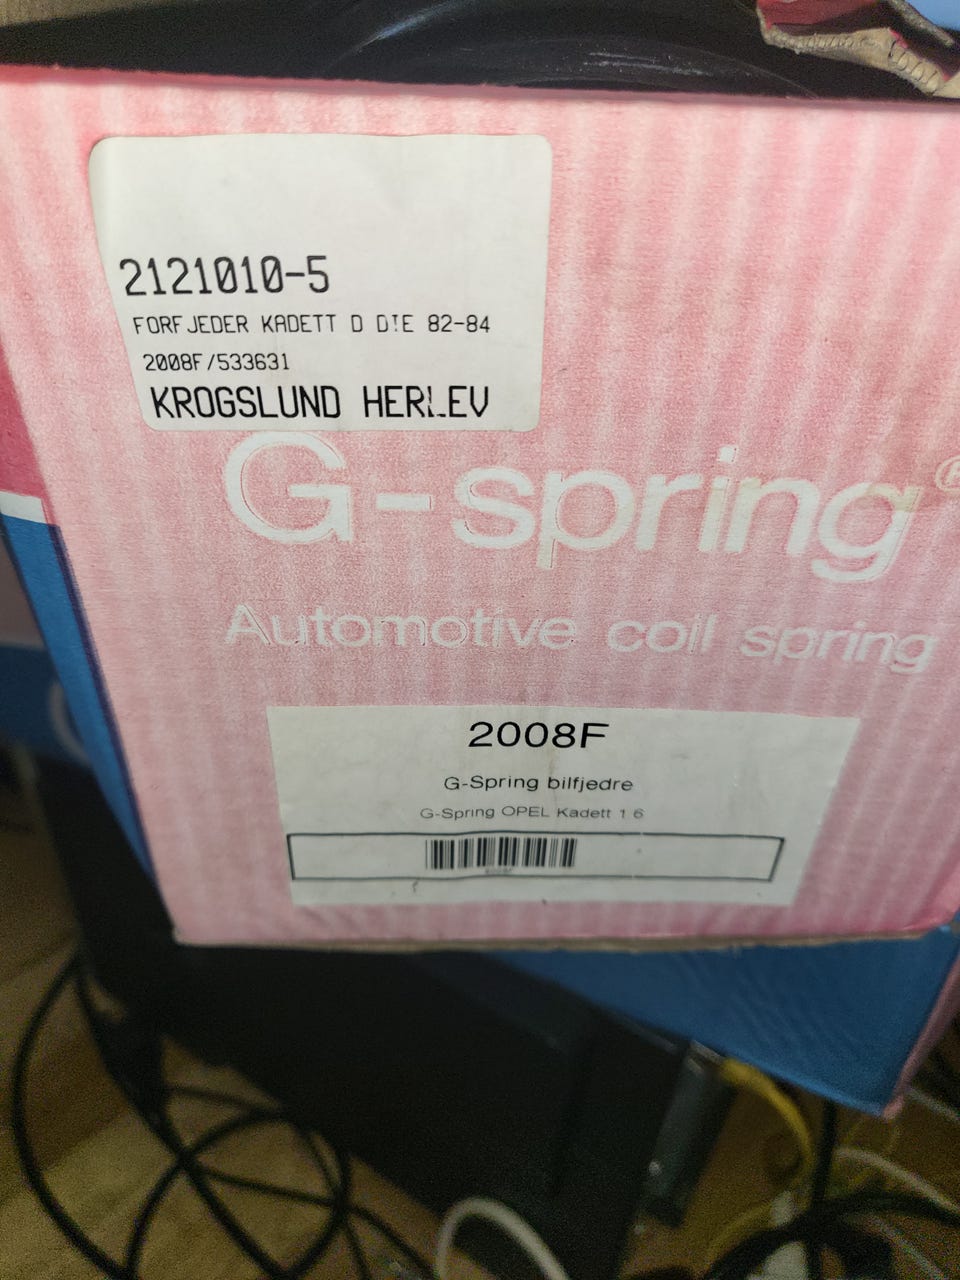 2121010-5
FORFJEDER KADETT D DIE 82-84
2008F/533631
KROGSLUND HERLEV
G-spring®
Automotive coil spring
2008F
G-Spring bilfjedre
G-Spring OPEL Kadett 1 6